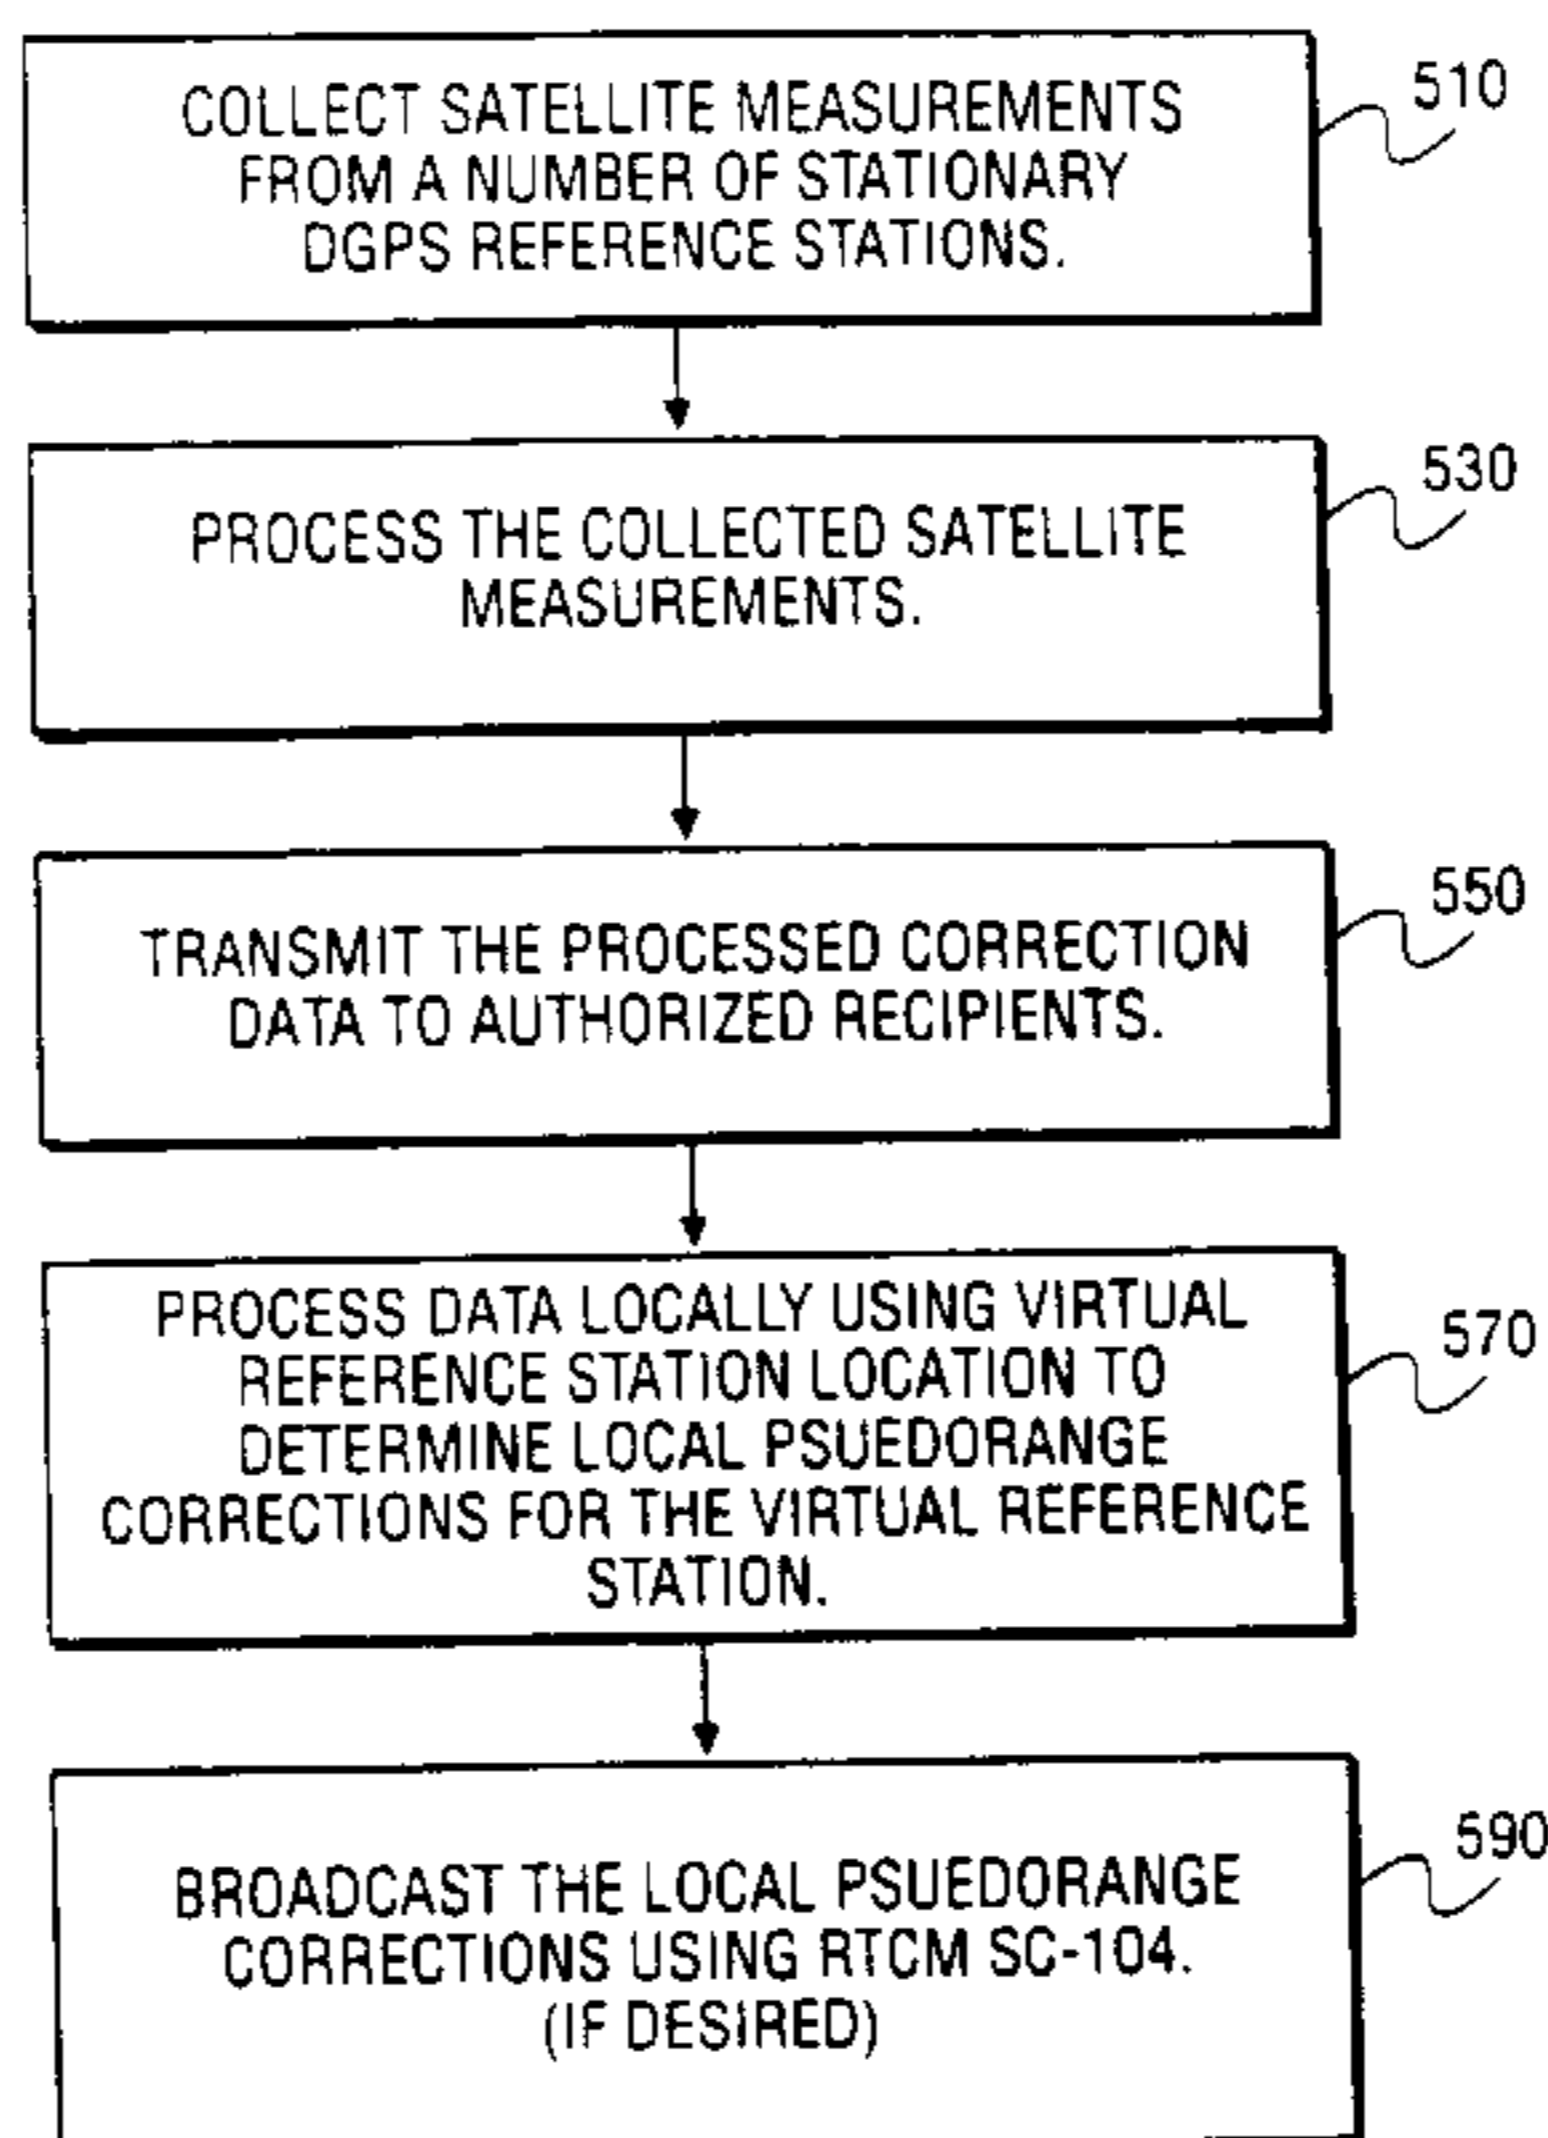 COLLECT SATELLITE MEASUREMENTS
FROM A NUMBER OF STATIONARY
DGPS REFERENCE STATIONS.
510
PROCESS THE COLLECTED SATELLITE
MEASUREMENTS.
530
TRANSMIT THE PROCESSED CORRECTION
DATA TO AUTHORIZED RECIPIENTS.
550
PROCESS DATA LOCALLY USING VIRTUAL
REFERENCE STATION LOCATION TO
DETERMINE LOCAL PSUEDORANGE
CORRECTIONS FOR THE VIRTUAL REFERENCE
STATION.
570
BROADCAST THE LOCAL PSUEDORANGE
CORRECTIONS USING RTCM SC-104.
(IF DESIRED)
590